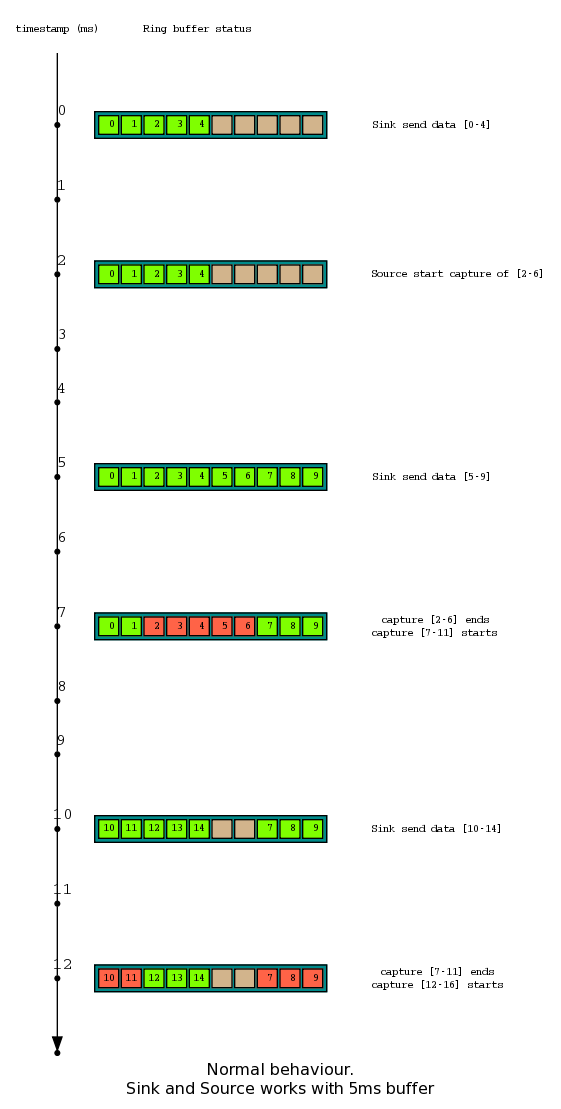 timestamp (ms) Ring buffer status
0
0 1 2 3 4 Sink send data [0-4]
1
2
0 1 2 3 4 Source start capture of [2-6]
3
4
5
0 1 2 3 4 5 6 7 8 9 Sink send data [5-9]
6
7
0 1 2 3 4 5 6 7 8 9
capture [2-6] ends
capture [7-11] starts
8
9
10
10 11 12 13 14 7 8 9 Sink send data [10-14]
11
12
10 11 12 13 14 7 8 9
capture [7-11] ends
capture [12-16] starts
Normal behaviour.
Sink and Source works with 5ms buffer